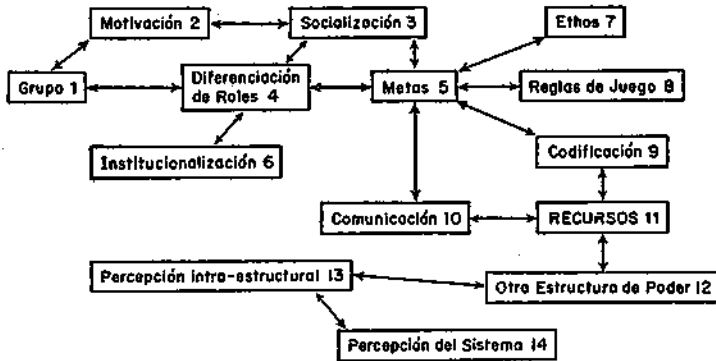 Motivación 2
Socialización 3
Ethos 7
Grupo 1
Diferenciación
de Roles 4
Metas 5
Reglas de Juego 8
Institucionalización 6
Codificación 9
Comunicación 10
RECURSOS 11
Percepción intra-estructural 13
Otra Estructura de Poder 12
Percepción del Sistema 14